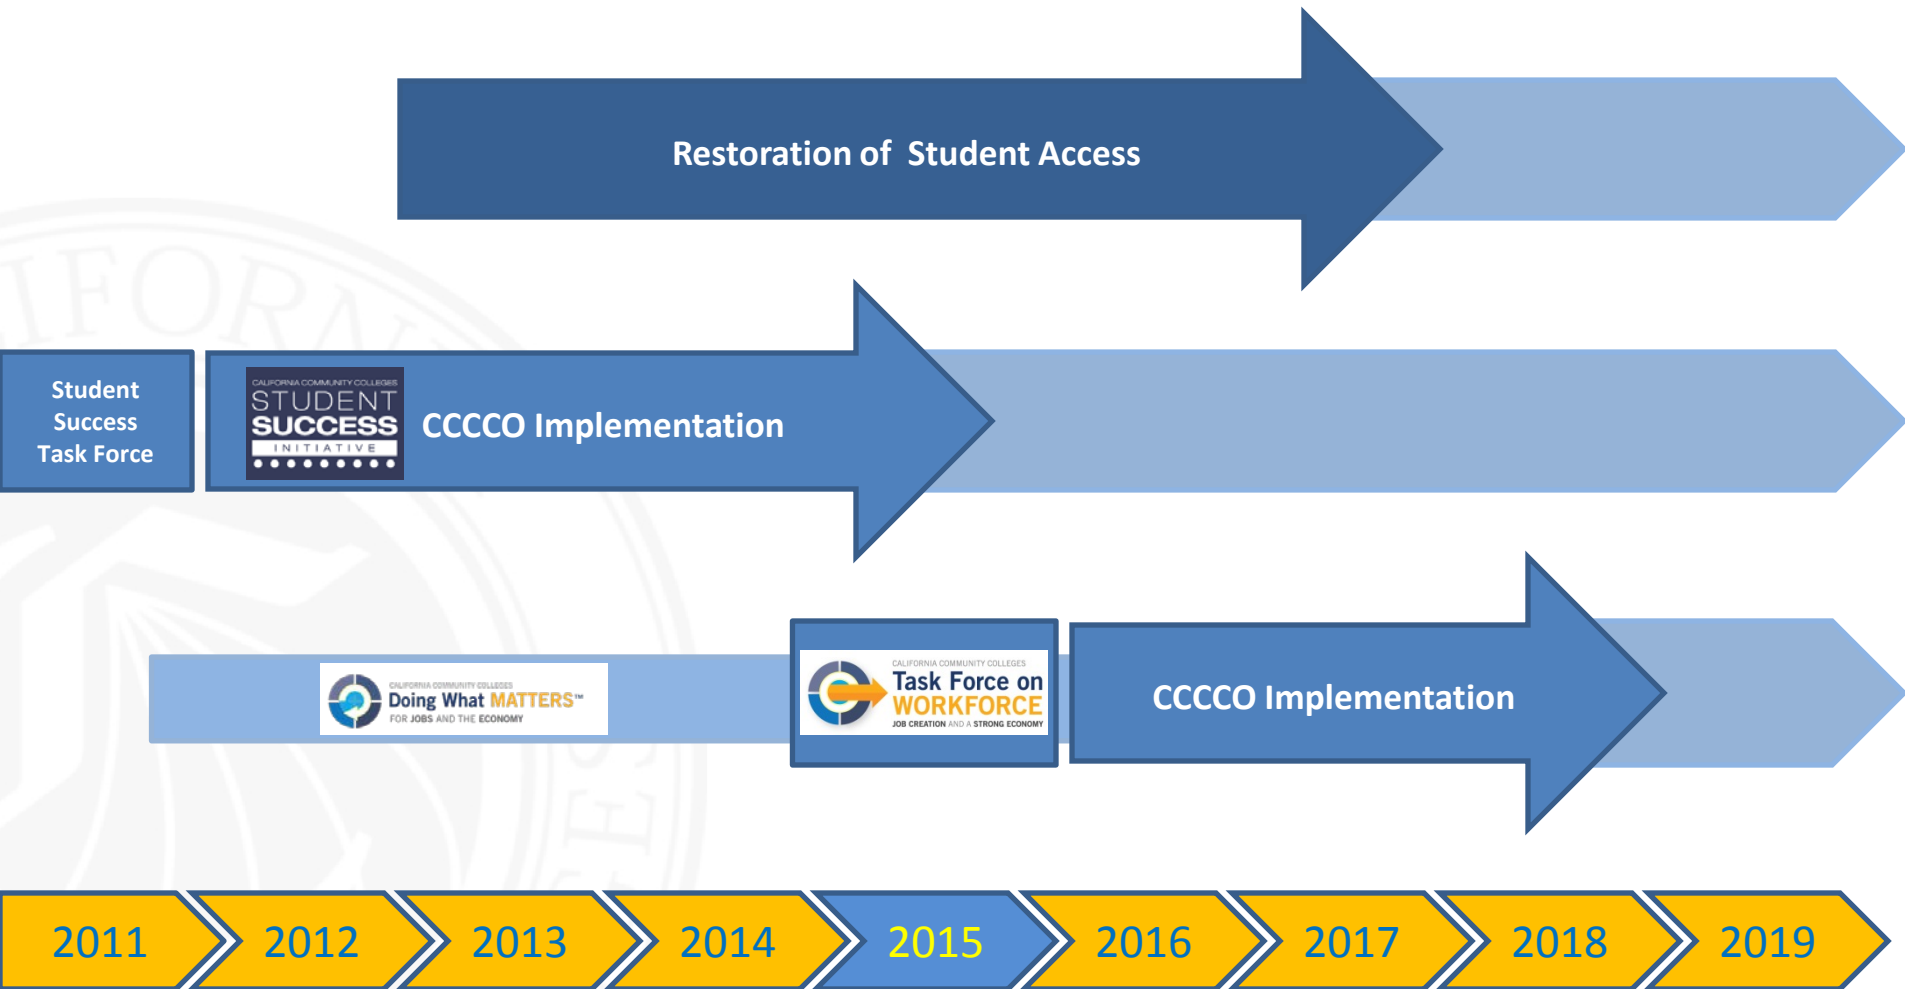 Restoration of  Student Access
Student
Success
Task Force
CALIFORNIA COMMUNITY COLLEGES
STUDENT
SUCCESS
INITIATIVE
CCCCO Implementation
CALIFORNIA COMMUNITY COLLEGES
Doing What MATTERS™
FOR JOBS AND THE ECONOMY
CALIFORNIA COMMUNITY COLLEGES
Task Force on
WORKFORCE
JOB CREATION AND A STRONG ECONOMY
CCCCO Implementation
2011
2012
2013
2014
2015
2016
2017
2018
2019